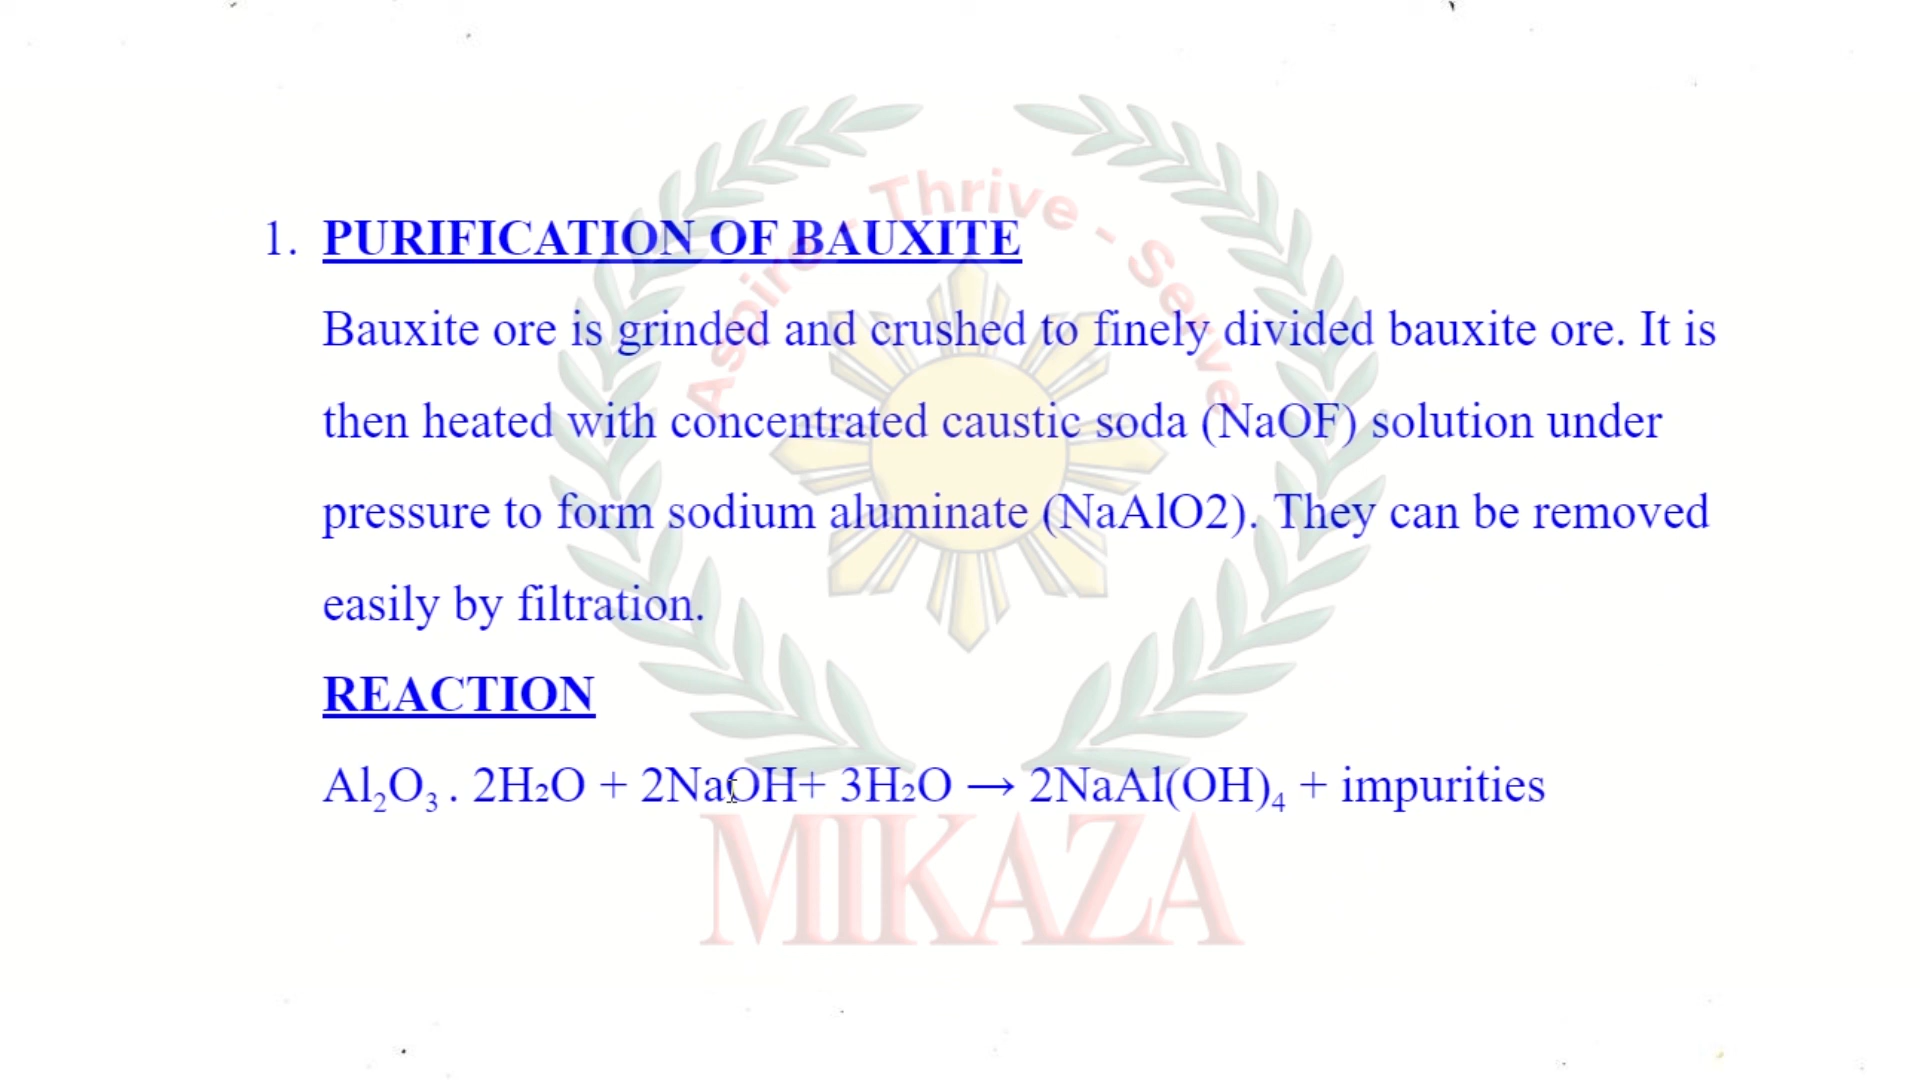 Aspire - Thrive - Serve
1. PURIFICATION OF BAUXITE
Bauxite ore is grinded and crushed to finely divided bauxite ore. It is
then heated with concentrated caustic soda (NaOF) solution under
pressure to form sodium aluminate (NaAlO2). They can be removed
easily by filtration.
REACTION
Al₂O₃ . 2H₂O + 2NaOH+ 3H₂O → 2NaAl(OH)₄ + impurities
MIKAZA